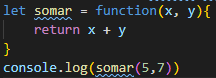 let somar = function(x, y){
    return x + y
}
console.log(somar(5,7))